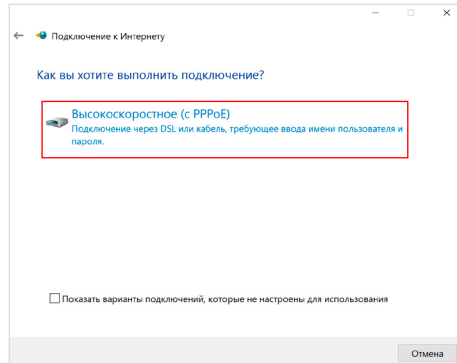 Подключение к Интернету
Как вы хотите выполнить подключение?
Высокоскоростное (с PPPoE)
Подключение через DSL или кабель, требующее ввода имени пользователя и
пароля.
Показать варианты подключений, которые не настроены для использования
Отмена